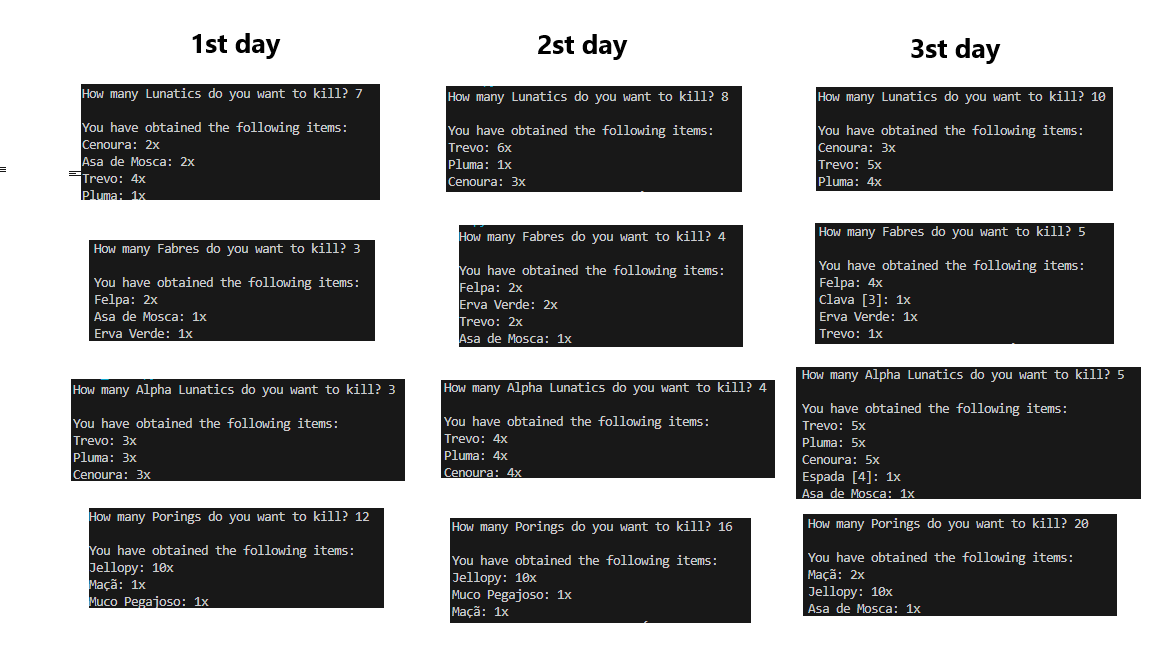 1st day
How many Lunatics do you want to kill? 7
You have obtained the following items:
Cenoura: 2x
Asa de Mosca: 2x
Trevo: 4x
Pluma: 1x
How many Fabres do you want to kill? 3
You have obtained the following items:
Felpa: 2x
Asa de Mosca: 1x
Erva Verde: 1x
How many Alpha Lunatics do you want to kill? 3
You have obtained the following items:
Trevo: 3x
Pluma: 3x
Cenoura: 3x
How many Porings do you want to kill? 12
You have obtained the following items:
Jellopy: 10x
Maçã: 1x
Muco Pegajoso: 1x
2st day
How many Lunatics do you want to kill? 8
You have obtained the following items:
Trevo: 6x
Pluma: 1x
Cenoura: 3x
How many Fabres do you want to kill? 4
You have obtained the following items:
Felpa: 2x
Erva Verde: 2x
Trevo: 2x
Asa de Mosca: 1x
How many Alpha Lunatics do you want to kill? 4
You have obtained the following items:
Trevo: 4x
Pluma: 4x
Cenoura: 4x
How many Porings do you want to kill? 16
You have obtained the following items:
Jellopy: 10x
Muco Pegajoso: 1x
Maçã: 1x
3st day
How many Lunatics do you want to kill? 10
You have obtained the following items:
Cenoura: 3x
Trevo: 5x
Pluma: 4x
How many Fabres do you want to kill? 5
You have obtained the following items:
Felpa: 4x
Clava [3]: 1x
Erva Verde: 1x
Trevo: 1x
How many Alpha Lunatics do you want to kill? 5
You have obtained the following items:
Trevo: 5x
Pluma: 5x
Cenoura: 5x
Espada [4]: 1x
Asa de Mosca: 1x
How many Porings do you want to kill? 20
You have obtained the following items:
Maçã: 2x
Jellopy: 10x
Asa de Mosca: 1x